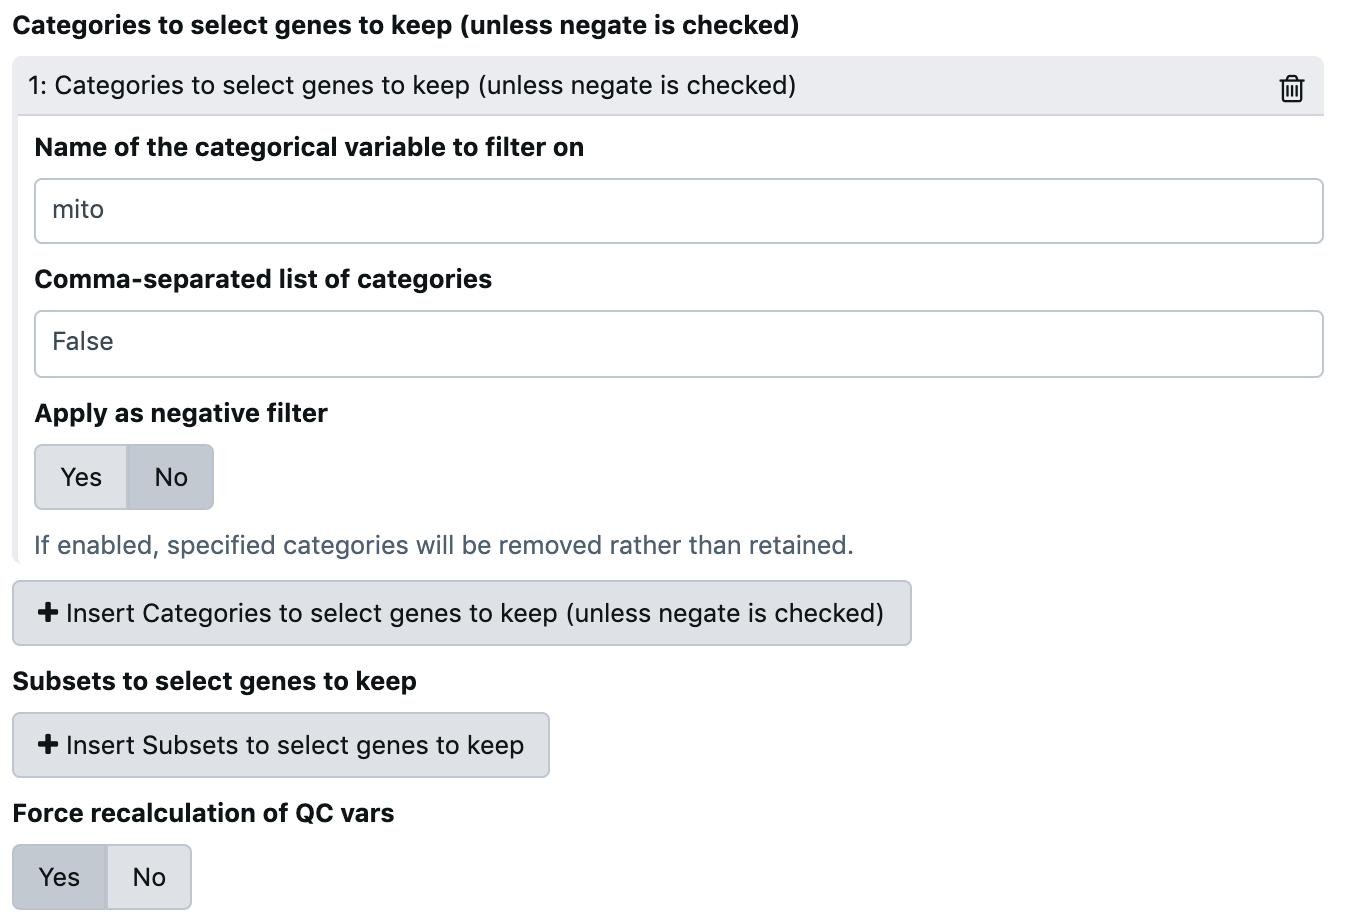 Categories to select genes to keep (unless negate is checked)
1: Categories to select genes to keep (unless negate is checked)
Name of the categorical variable to filter on
mito
Comma-separated list of categories
False
Apply as negative filter
Yes No
If enabled, specified categories will be removed rather than retained.
+ Insert Categories to select genes to keep (unless negate is checked)
Subsets to select genes to keep
+ Insert Subsets to select genes to keep
Force recalculation of QC vars
Yes No